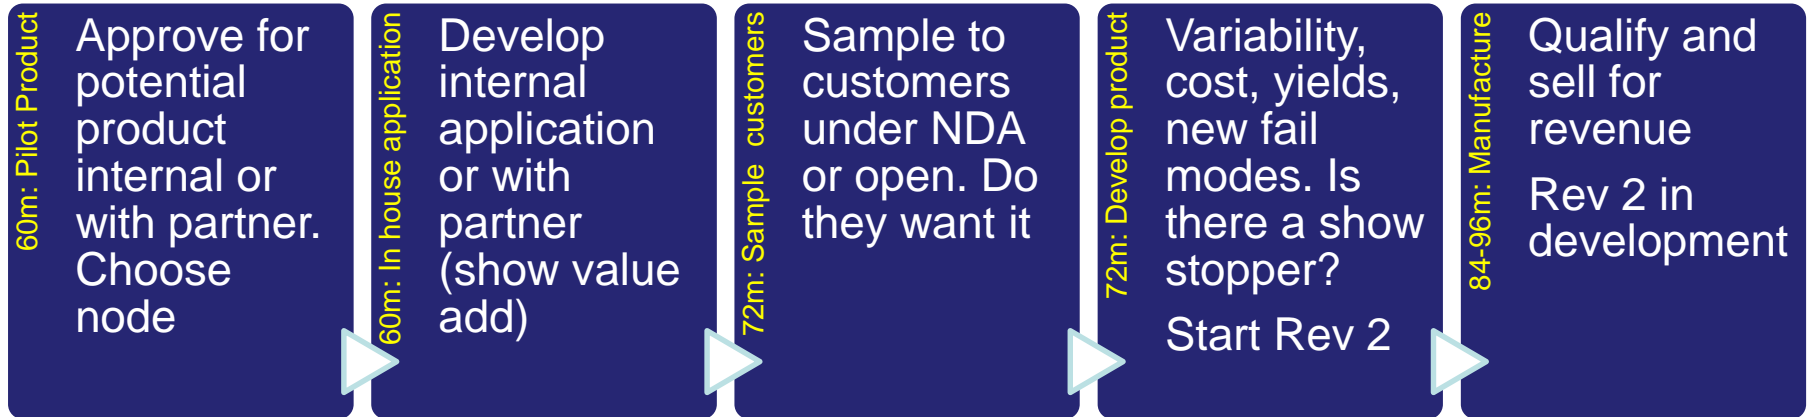 60m: Pilot Product
Approve for
potential
product
internal or
with partner.
Choose
node
60m: In house application
Develop
internal
application
or with
partner
(show value
add)
72m: Sample customers
Sample to
customers
under NDA
or open. Do
they want it
72m: Develop product
Variability,
cost, yields,
new fail
modes. Is
there a show
stopper?
Start Rev 2
84-96m: Manufacture
Qualify and
sell for
revenue
Rev 2 in
development